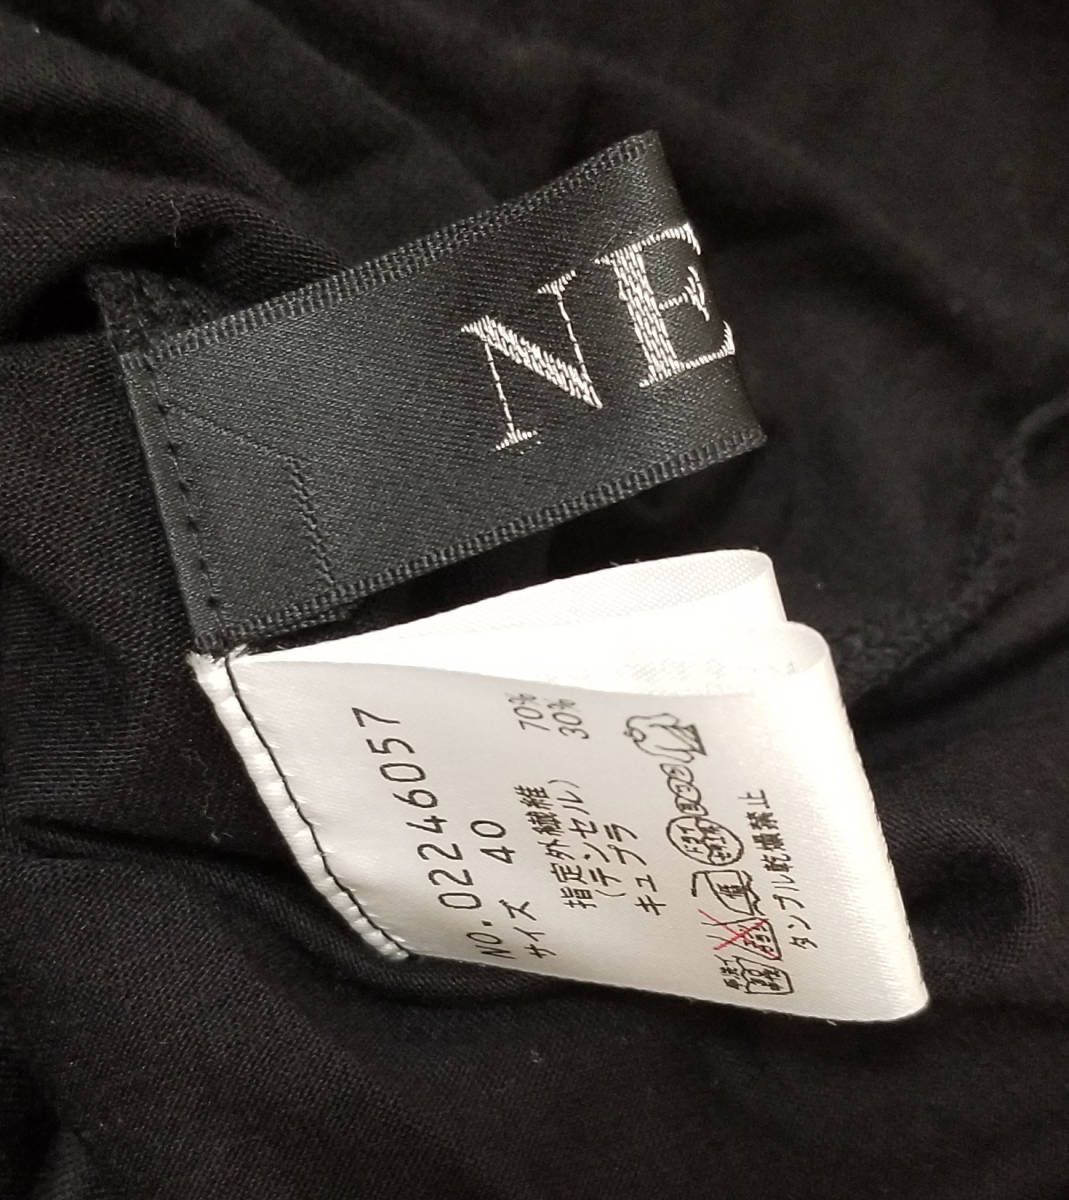 NE
NO.02246057
サイズ 40
指定外繊維 70%
(テンセル)
キュプラ 30%
タンブル乾燥禁止